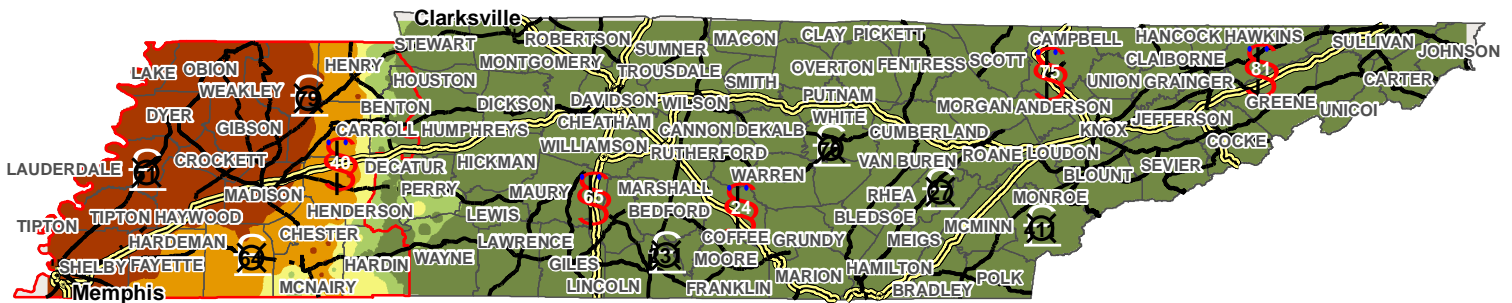 Clarksville
STEWART ROBERTSON SUMNER MACON CLAY PICKETT CAMPBELL HANCOCK HAWKINS SULLIVAN JOHNSON
LAKE OBION HENRY MONTGOMERY TROUSDALE SMITH OVERTON FENTRESS SCOTT 75 CLAIBORNE 81 CARTER
WEAKLEY 79 HOUSTON UNION GRAINGER
DYER BENTON DICKSON DAVIDSON WILSON PUTNAM MORGAN ANDERSON GREENE UNICOI
GIBSON CARROLL HUMPHREYS CHEATHAM CANNON DEKALB WHITE CUMBERLAND KNOX JEFFERSON
LAUDERDALE CROCKETT 40 DECATUR HICKMAN WILLIAMSON RUTHERFORD VAN BUREN ROANE LOUDON SEVIER COCKE
MADISON PERRY MAURY 65 MARSHALL WARREN RHEA 27 MONROE BLOUNT
TIPTON TIPTON HAYWOOD HENDERSON LEWIS BEDFORD 24 BLEDSOE MCMINN
HARDEMAN 64 CHESTER LAWRENCE COFFEE GRUNDY MEIGS 411
SHELBY FAYETTE HARDIN WAYNE GILES MOORE MARION HAMILTON POLK
Memphis MCNAIRY LINCOLN FRANKLIN BRADLEY